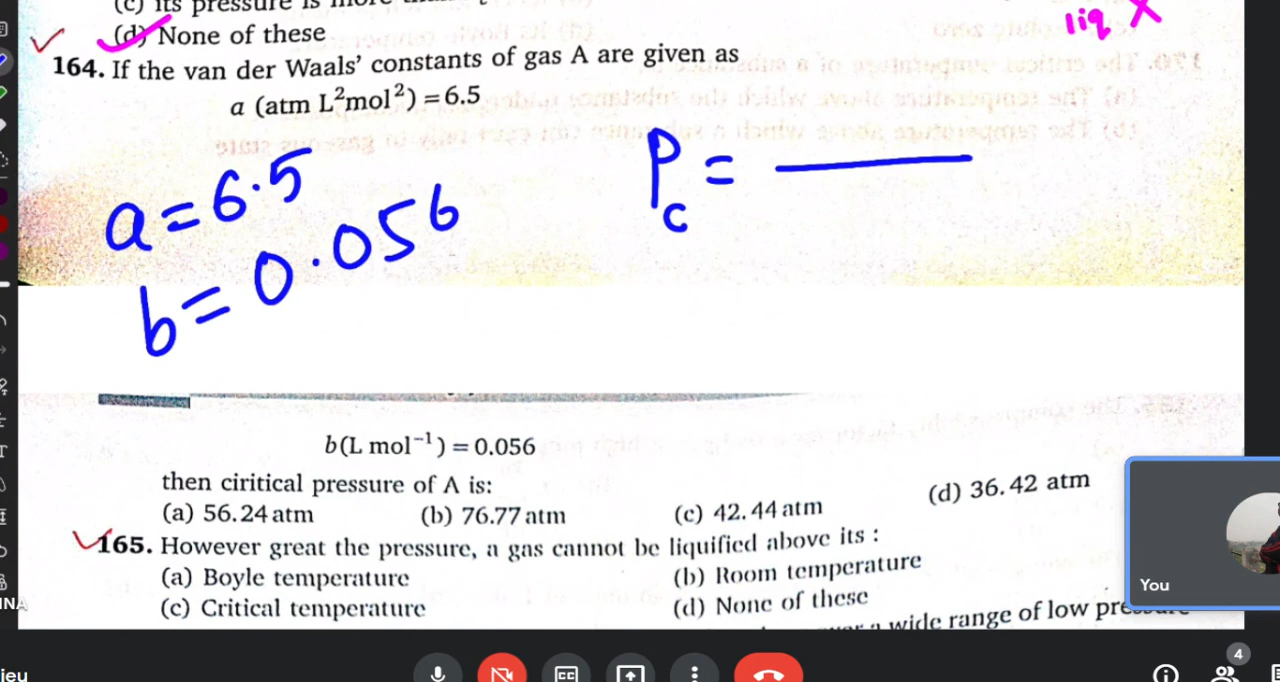 (c) its pressure is more
(d) None of these
liq X
164. If the van der Waals' constants of gas A are given as
a (atm L²mol²) = 6.5
a = 6.5
P_c =
b = 0.056
b(L mol⁻¹) = 0.056
then ciritical pressure of A is:
(a) 56.24 atm (b) 76.77 atm (c) 42.44 atm (d) 36.42 atm
165. However great the pressure, a gas cannot be liquified above its :
(a) Boyle temperature (b) Room temperature
(c) Critical temperature (d) None of these
a wide range of low pressure
You
4